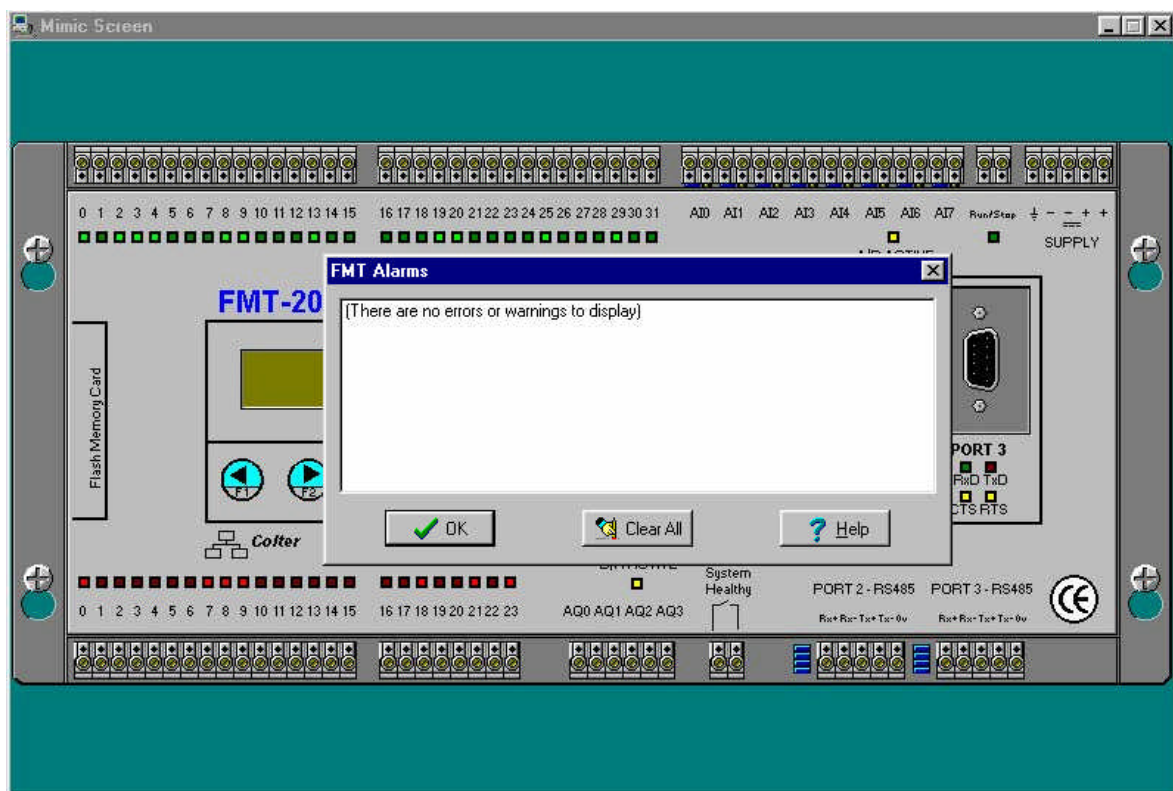 Mimic Screen
0 1 2 3 4 5 6 7 8 9 10 11 12 13 14 15 16 17 18 19 20 21 22 23 24 25 26 27 28 29 30 31 AI0 AI1 AI2 AI3 AI4 AI5 AI6 AI7 Run/Stop - - + +
SUPPLY
FMT Alarms
FMT-20
(There are no errors or warnings to display)
Flash Memory Card
F1 F2
PORT 3
RxD TxD
CTS RTS
OK Clear All Help
Colter
System
Healthy
PORT 2 - RS485 PORT 3 - RS485
0 1 2 3 4 5 6 7 8 9 10 11 12 13 14 15 16 17 18 19 20 21 22 23 AQ0 AQ1 AQ2 AQ3
Rx+ Rx- Tx+ Tx- 0v Rx+ Rx- Tx+ Tx- 0v
CE